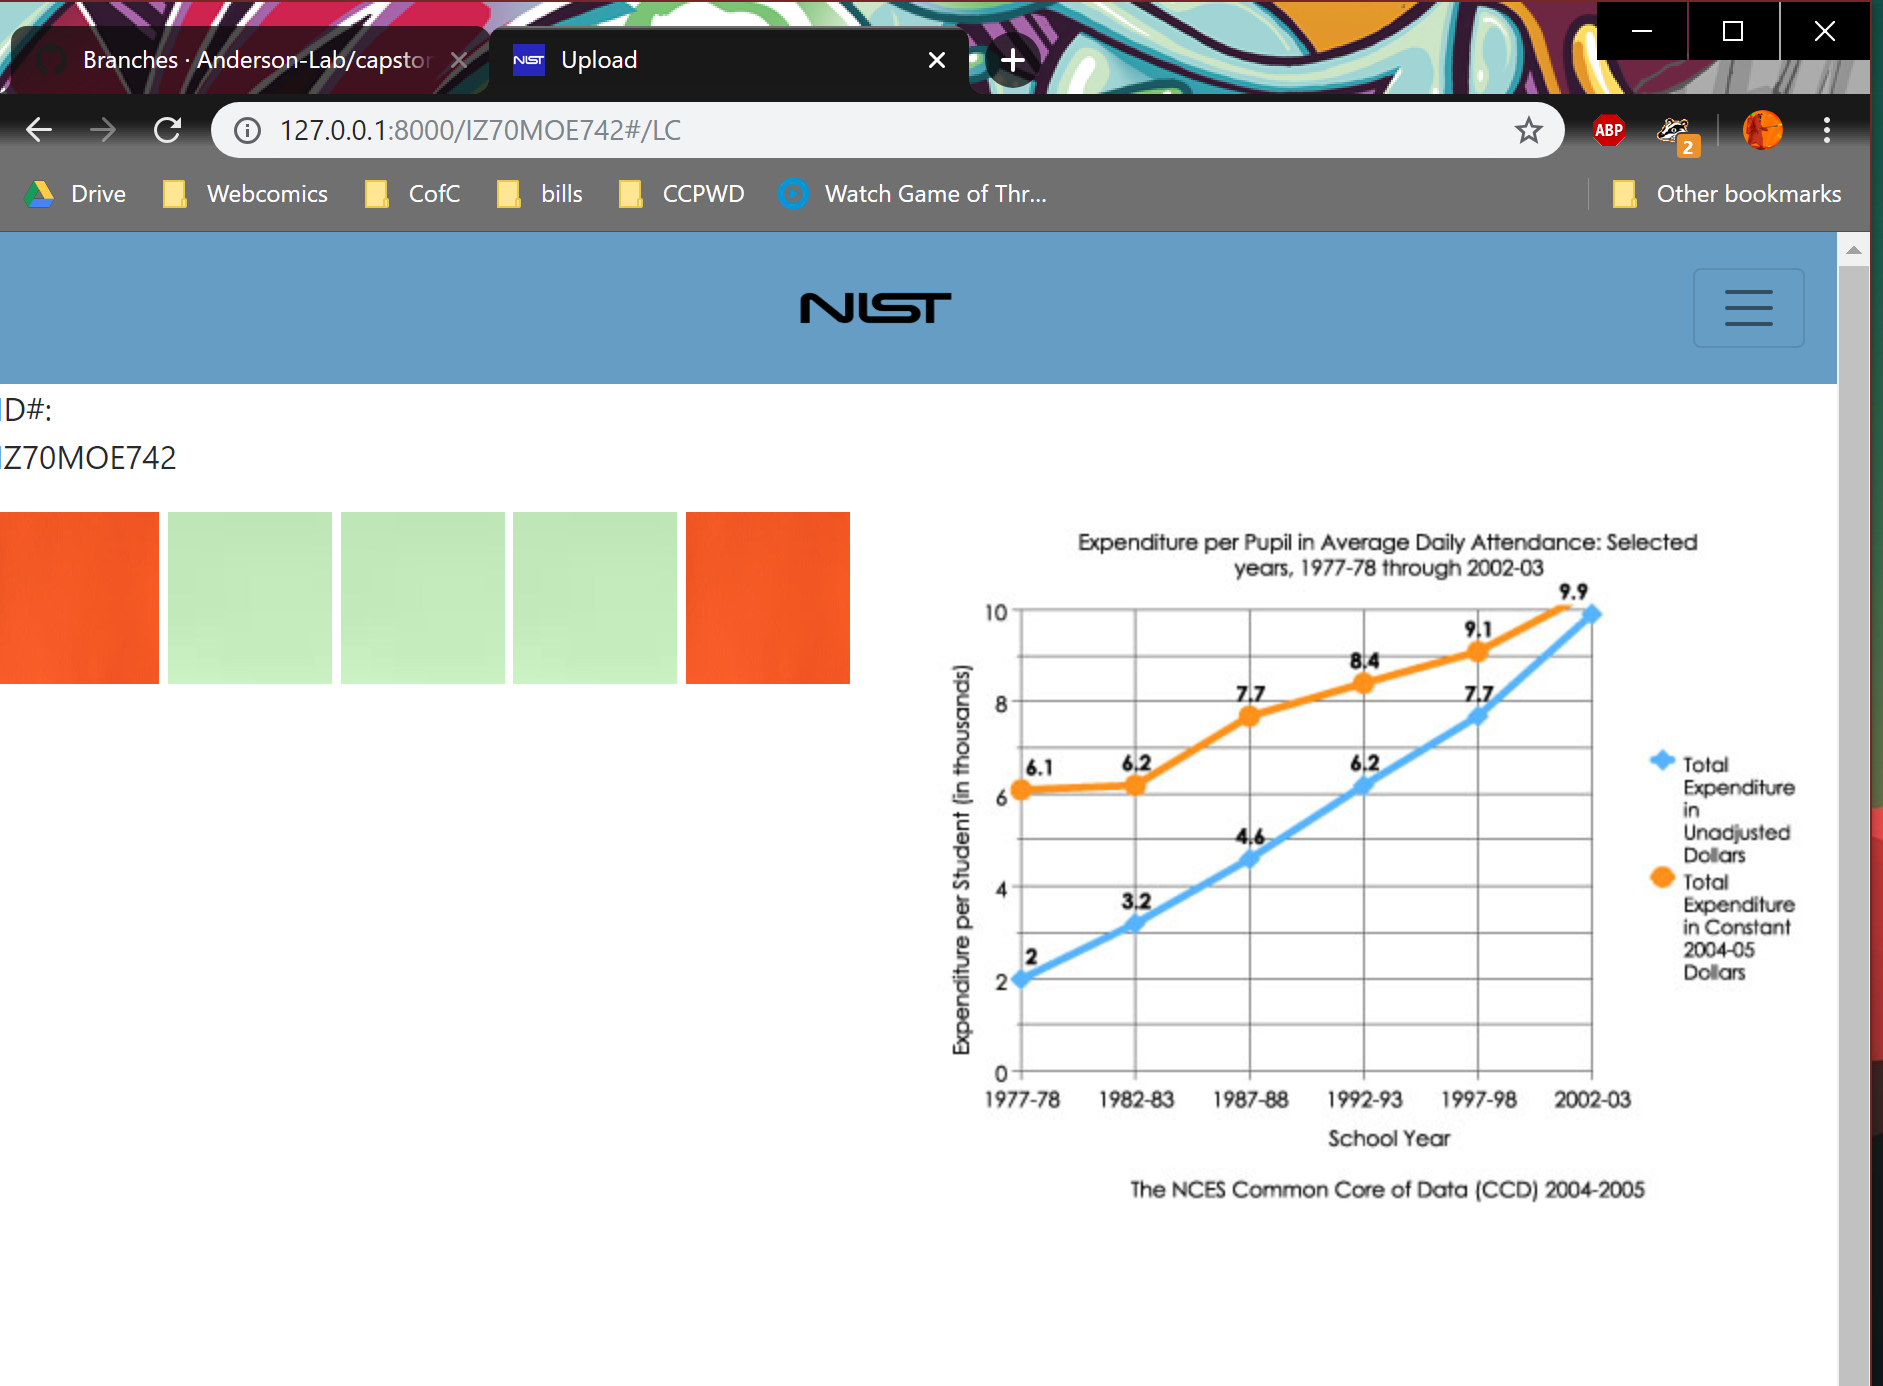 Branches · Anderson-Lab/capstor
NIST Upload
127.0.0.1:8000/IZ70MOE742#/LC
ABP
2
Drive Webcomics CofC bills CCPWD Watch Game of Thr... Other bookmarks
NIST
ID#:
IZ70MOE742
Expenditure per Pupil in Average Daily Attendance: Selected
years, 1977-78 through 2002-03
Expenditure per Student (in thousands)
10
8
6
4
2
0
9.9
9.1
8.4
7.7
7.7
6.1
6.2
6.2
4.6
3.2
2
1977-78 1982-83 1987-88 1992-93 1997-98 2002-03
School Year
Total
Expenditure
in
Unadjusted
Dollars
Total
Expenditure
in Constant
2004-05
Dollars
The NCES Common Core of Data (CCD) 2004-2005